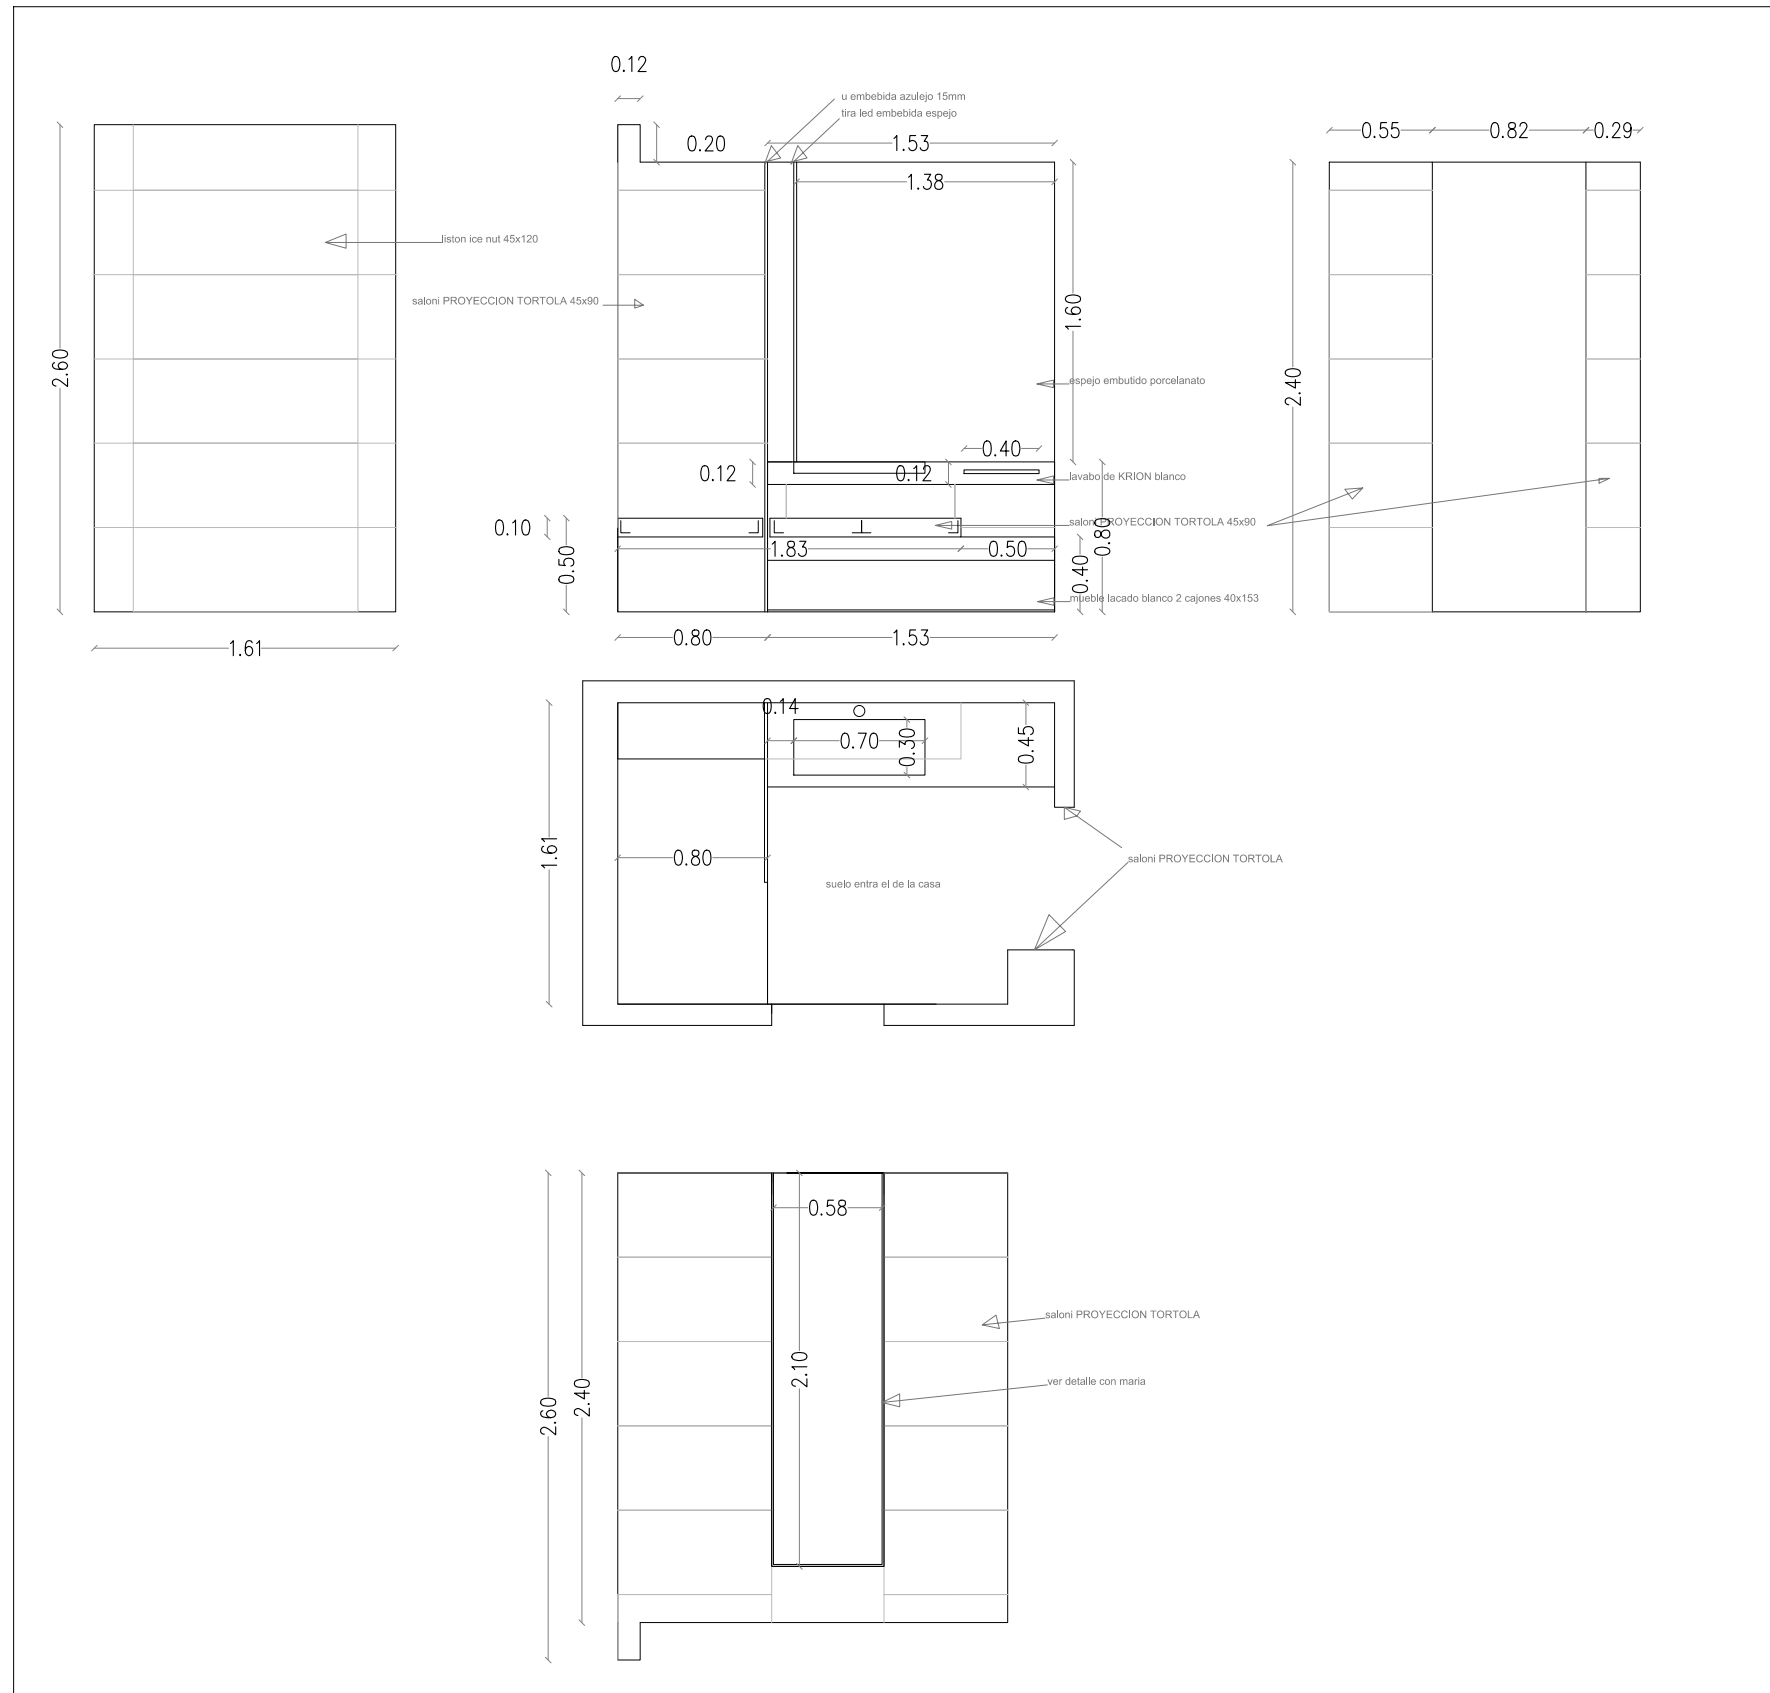 0.12
u embebida azulejo 15mm
tira led embebida espejo
0.20
1.53
1.38
0.55
0.82
0.29
liston ice nut 45x120
saloni PROYECCION TORTOLA 45x90
2.60
1.60
2.40
espejo embutido porcelanato
0.40
0.12
0.12
lavabo de KRION blanco
0.10
saloni PROYECCION TORTOLA 45x90
0.50
1.83
0.50
0.80
0.40
mueble lacado blanco 2 cajones 40x153
1.61
0.80
1.53
0.14
0.70
0.30
0.45
1.61
0.80
saloni PROYECCION TORTOLA
suelo entra el de la casa
0.58
saloni PROYECCION TORTOLA
2.10
ver detalle con maria
2.40
2.60